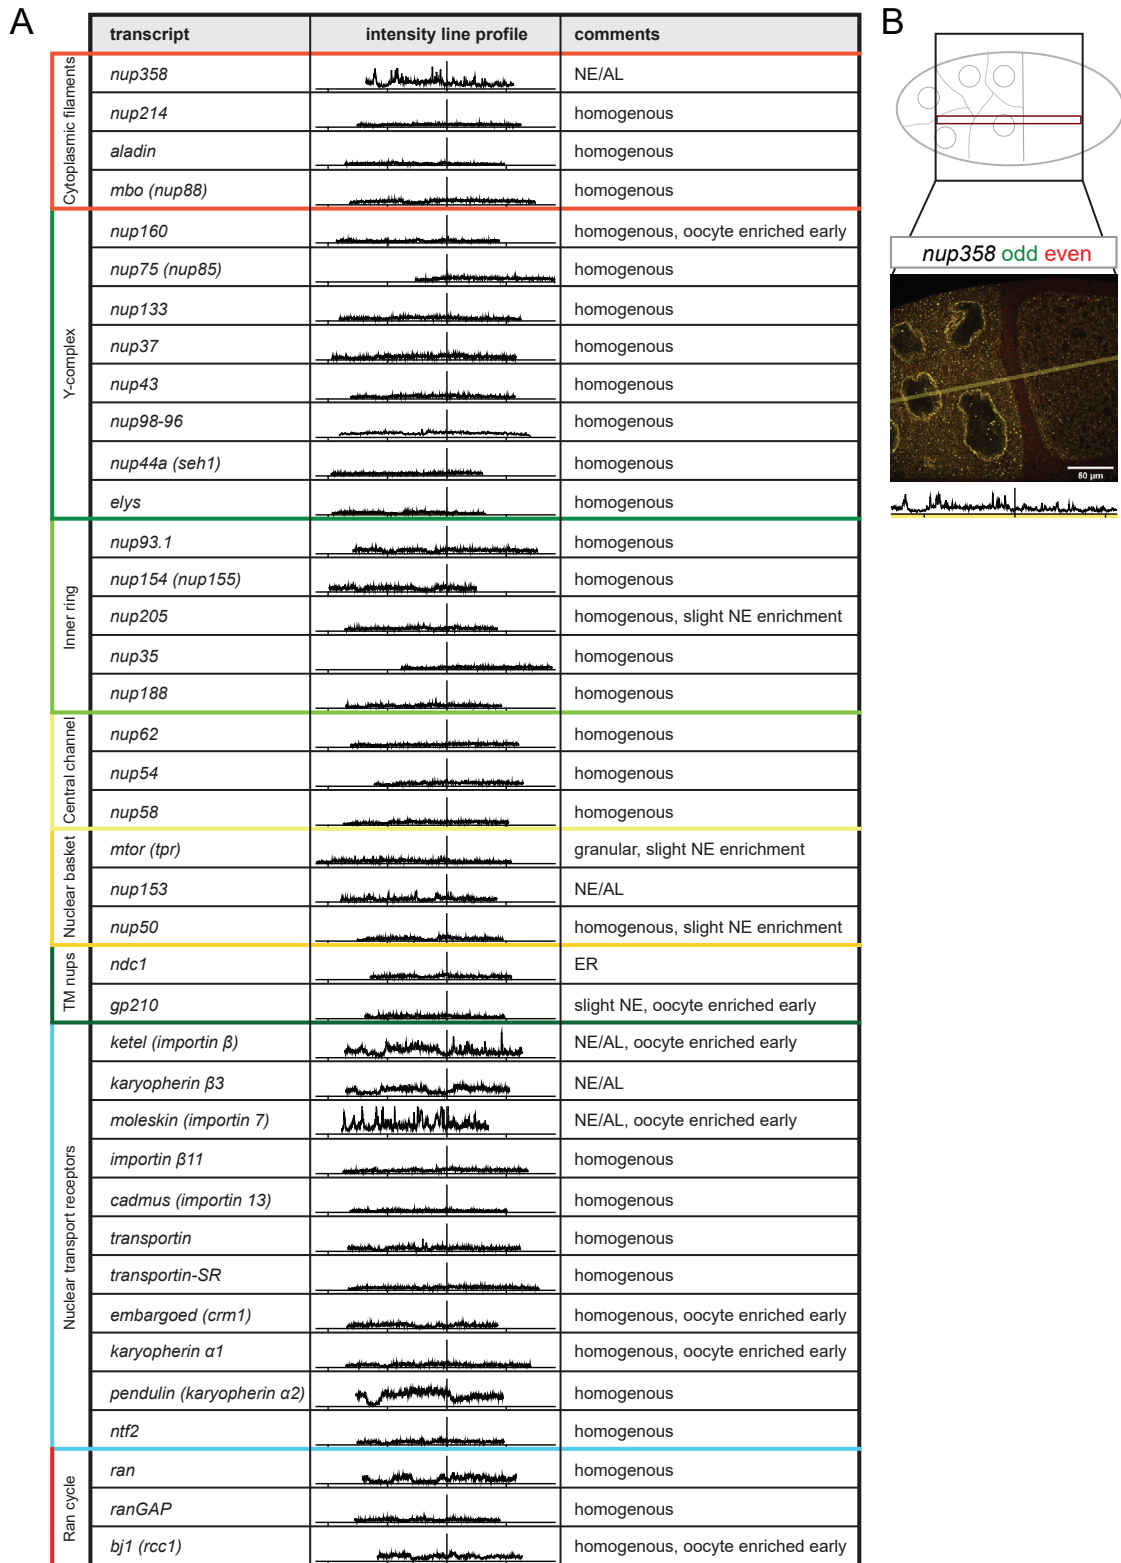 A
transcript intensity line profile comments
Cytoplasmic filaments
nup358 NE/AL
nup214 homogenous
aladin homogenous
mbo (nup88) homogenous
Y-complex
nup160 homogenous, oocyte enriched early
nup75 (nup85) homogenous
nup133 homogenous
nup37 homogenous
nup43 homogenous
nup98-96 homogenous
nup44a (seh1) homogenous
elys homogenous
Inner ring
nup93.1 homogenous
nup154 (nup155) homogenous
nup205 homogenous, slight NE enrichment
nup35 homogenous
nup188 homogenous
Central channel
nup62 homogenous
nup54 homogenous
nup58 homogenous
Nuclear basket
mtor (tpr) granular, slight NE enrichment
nup153 NE/AL
nup50 homogenous, slight NE enrichment
TM nups
ndc1 ER
gp210 slight NE, oocyte enriched early
Nuclear transport receptors
ketel (importin β) NE/AL, oocyte enriched early
karyopherin β3 NE/AL
moleskin (importin 7) NE/AL, oocyte enriched early
importin β11 homogenous
cadmus (importin 13) homogenous
transportin homogenous
transportin-SR homogenous
embargoed (crm1) homogenous, oocyte enriched early
karyopherin α1 homogenous, oocyte enriched early
pendulin (karyopherin α2) homogenous
ntf2 homogenous
Ran cycle
ran homogenous
ranGAP homogenous
bj1 (rcc1) homogenous, oocyte enriched early
B
nup358 odd even
50 µm